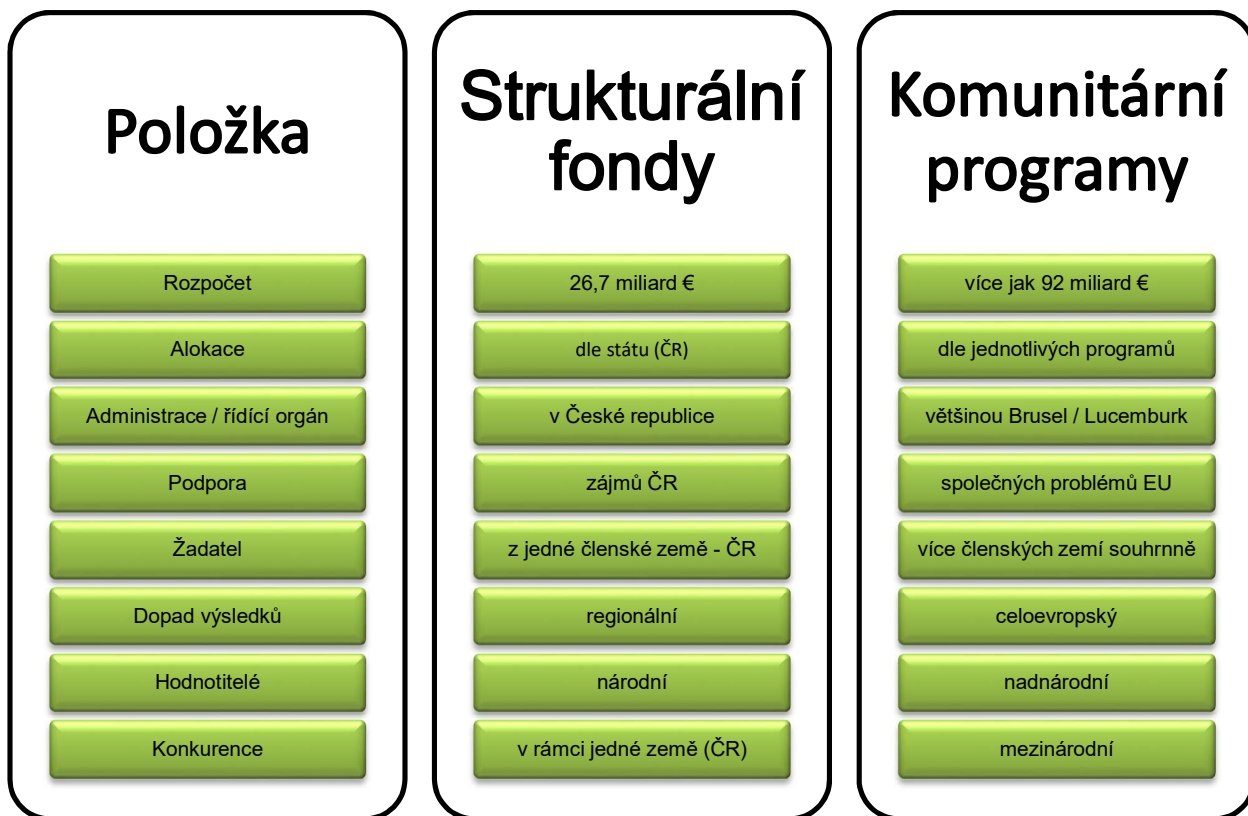 Položka
Rozpočet
Alokace
Administrace / řídící orgán
Podpora
Žadatel
Dopad výsledků
Hodnotitelé
Konkurence
Strukturální
fondy
26,7 miliard €
dle státu (ČR)
v České republice
zájmů ČR
z jedné členské země - ČR
regionální
národní
v rámci jedné země (ČR)
Komunitární
programy
více jak 92 miliard €
dle jednotlivých programů
většinou Brusel / Lucemburk
společných problémů EU
více členských zemí souhrnně
celoevropský
nadnárodní
mezinárodní